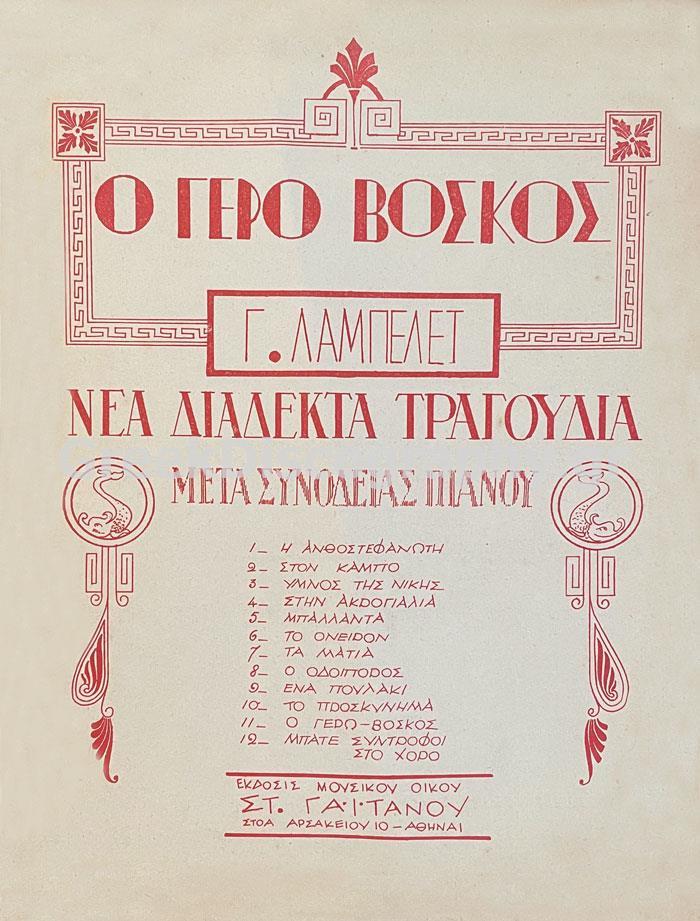 Ο ΓΕΡΟ ΒΟΣΚΟΣ
Γ. ΛΑΜΠΕΛΕΤ
ΝΕΑ ΔΙΑΛΕΚΤΑ ΤΡΑΓΟΥΔΙΑ
ΜΕΤΑ ΣΥΝΟΔΕΙΑΣ ΠΙΑΝΟΥ
1_ Η ΑΝΘΟΣΤΕΦΑΝΩΤΗ
2_ ΣΤΟΝ ΚΑΜΠΟ
3_ ΥΜΝΟΣ ΤΗΣ ΝΙΚΗΣ
4_ ΣΤΗΝ ΑΚΡΟΓΙΑΛΙΑ
5_ ΜΠΑΛΛΑΝΤΑ
6_ ΤΟ ΟΝΕΙΡΟΝ
7_ ΤΑ ΜΑΤΙΑ
8_ Ο ΟΔΟΙΠΟΡΟΣ
9_ ΕΝΑ ΠΟΥΛΑΚΙ
10_ ΤΟ ΠΡΟΣΚΥΝΗΜΑ
11_ Ο ΓΕΡΩ-ΒΟΣΚΟΣ
12_ ΜΠΑΤΕ ΣΥΝΤΡΟΦΟΙ
ΣΤΟ ΧΟΡΟ
ΕΚΔΟΣΙΣ ΜΟΥΣΙΚΟΥ ΟΙΚΟΥ
ΣΤ. ΓΑ·Ι·ΤΑΝΟΥ
ΣΤΟΑ ΑΡΣΑΚΕΙΟΥ 10 - ΑΘΗΝΑΙ